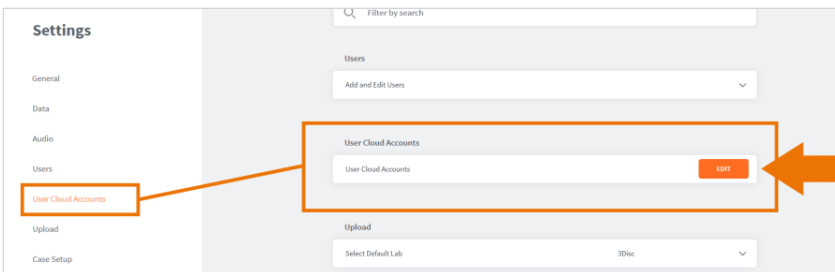 Settings
General
Data
Audio
Users
User Cloud Accounts
Upload
Case Setup
Filter by search
Users
Add and Edit Users
User Cloud Accounts
User Cloud Accounts EDIT
Upload
Select Default Lab 3Disc